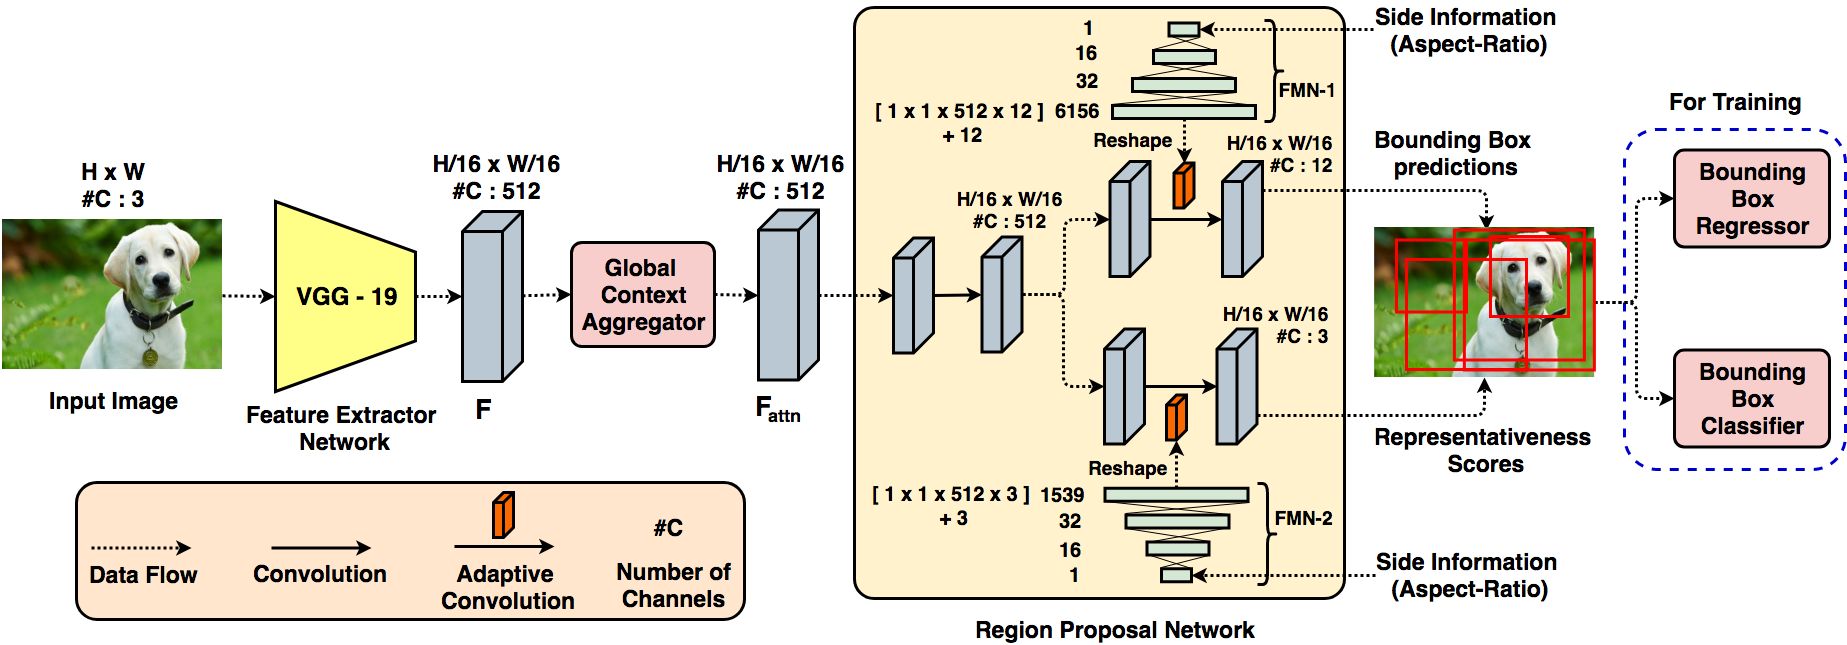 H x W
#C : 3
Input Image
VGG - 19
Feature Extractor
Network
H/16 x W/16
#C : 512
F
Global
Context
Aggregator
H/16 x W/16
#C : 512
Fattn
1
16
32
[ 1 x 1 x 512 x 12 ] 6156
+ 12
FMN-1
Reshape
H/16 x W/16
#C : 12
H/16 x W/16
#C : 512
H/16 x W/16
#C : 3
Reshape
[ 1 x 1 x 512 x 3 ] 1539
+ 3
32
16
1
FMN-2
Region Proposal Network
Side Information
(Aspect-Ratio)
Bounding Box
predictions
Representativeness
Scores
Side Information
(Aspect-Ratio)
For Training
Bounding
Box
Regressor
Bounding
Box
Classifier
Data Flow
Convolution
Adaptive
Convolution
#C
Number of
Channels